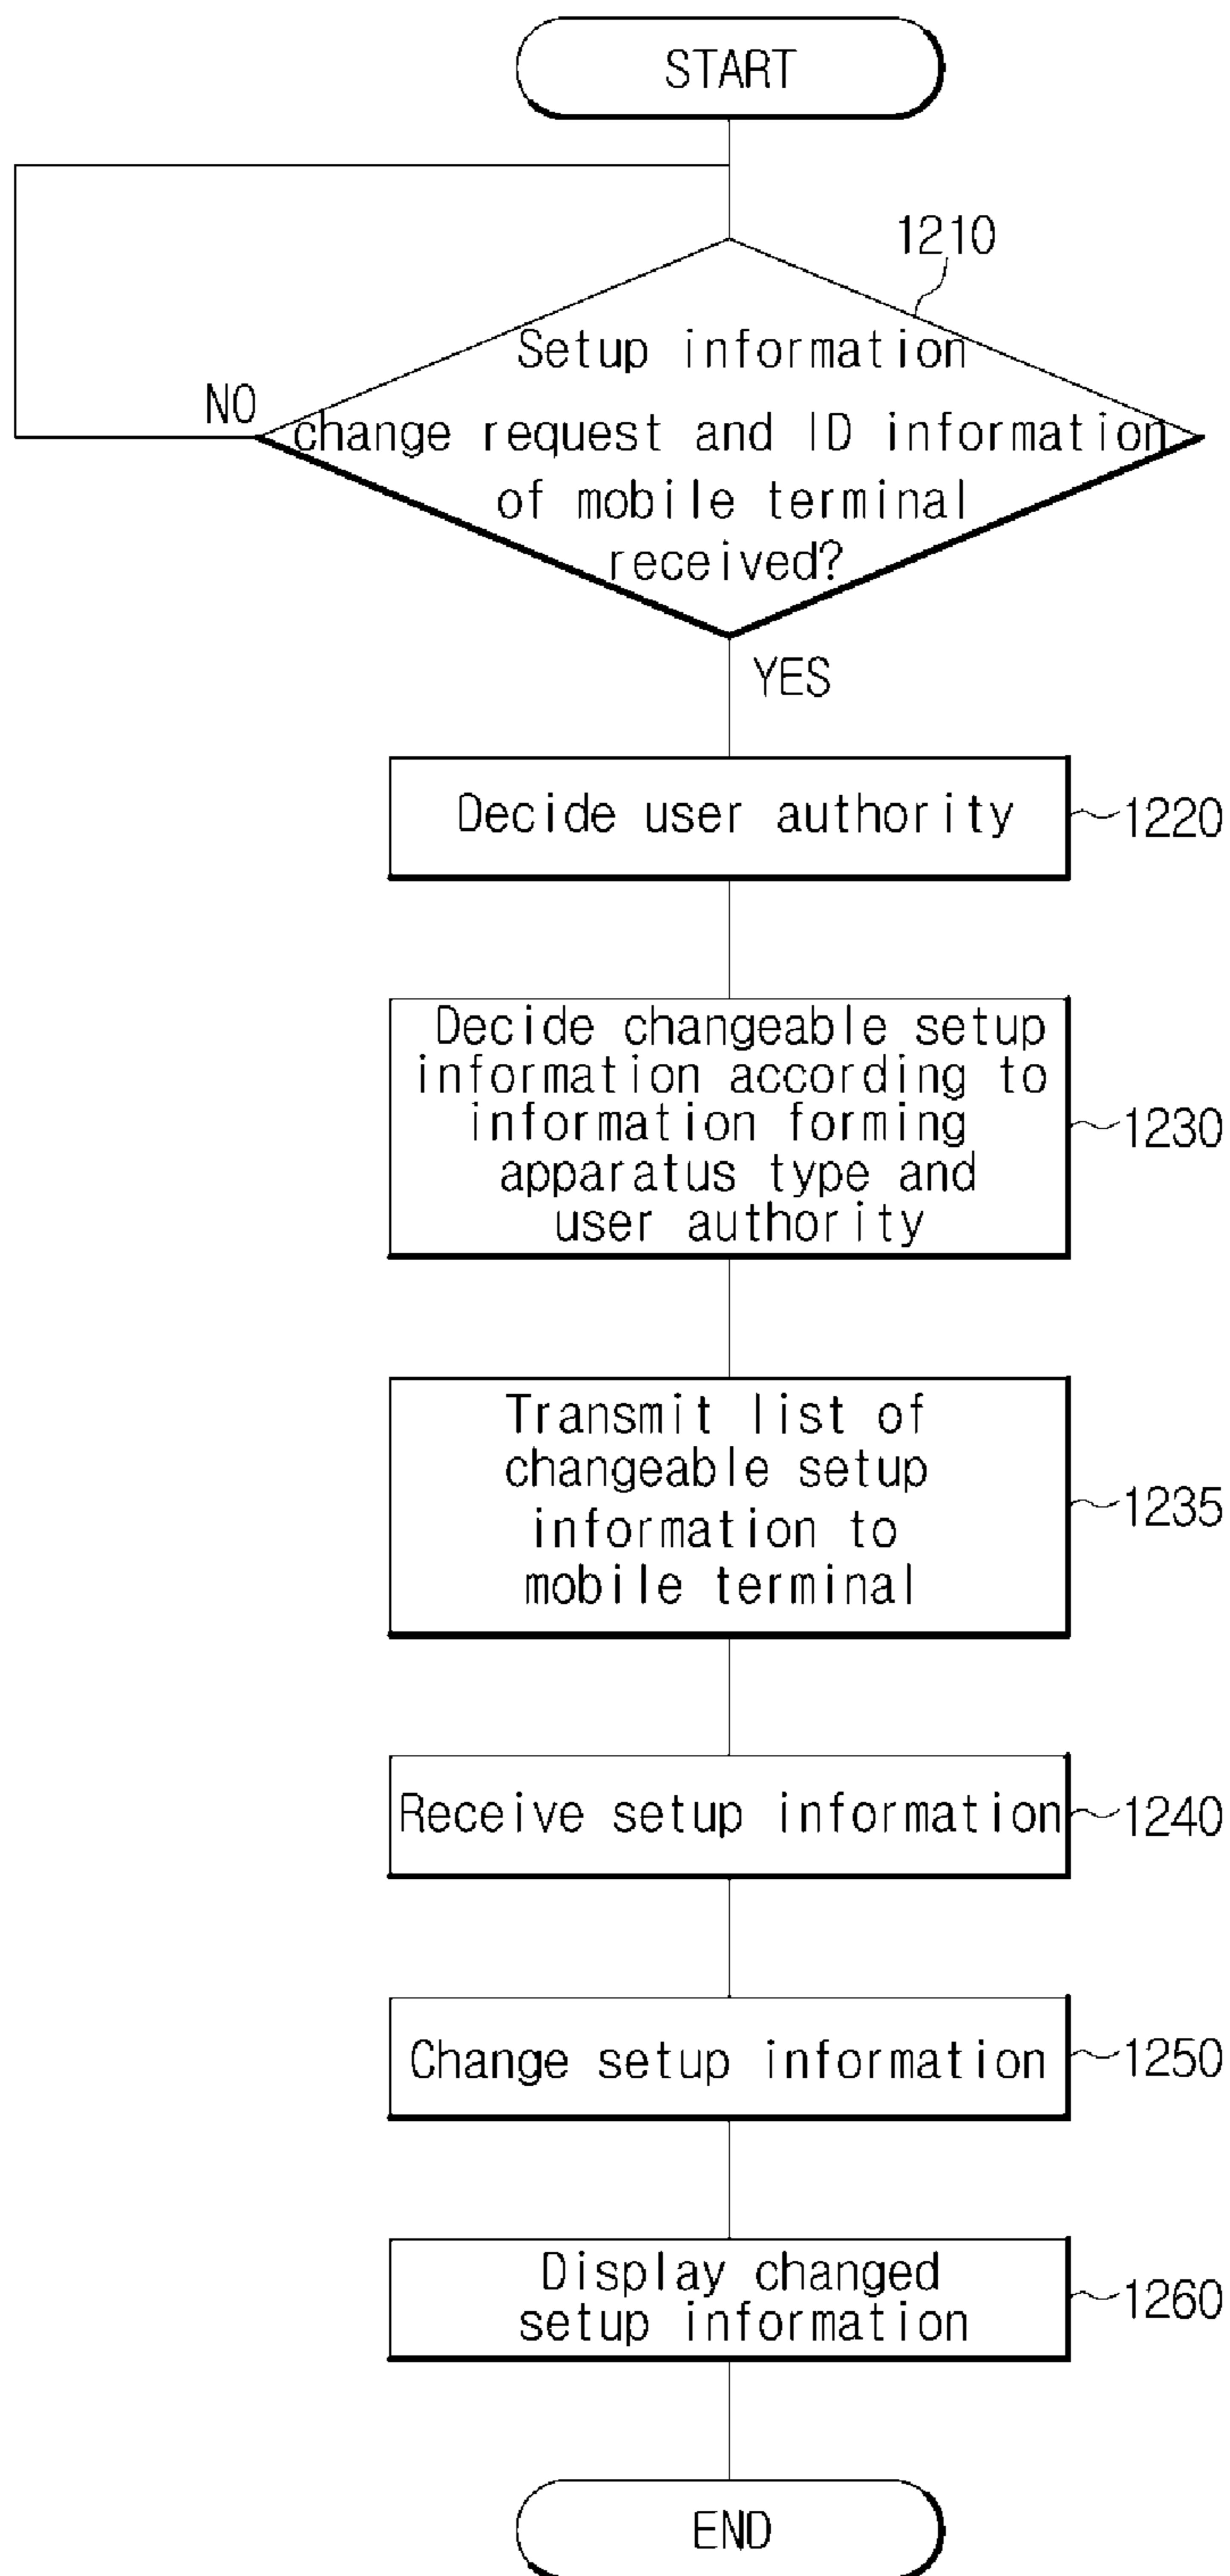 START
1210
Setup information
change request and ID information
of mobile terminal
received?
NO
YES
Decide user authority
1220
Decide changeable setup
information according to
information forming
apparatus type and
user authority
1230
Transmit list of
changeable setup
information to
mobile terminal
1235
Receive setup information
1240
Change setup information
1250
Display changed
setup information
1260
END